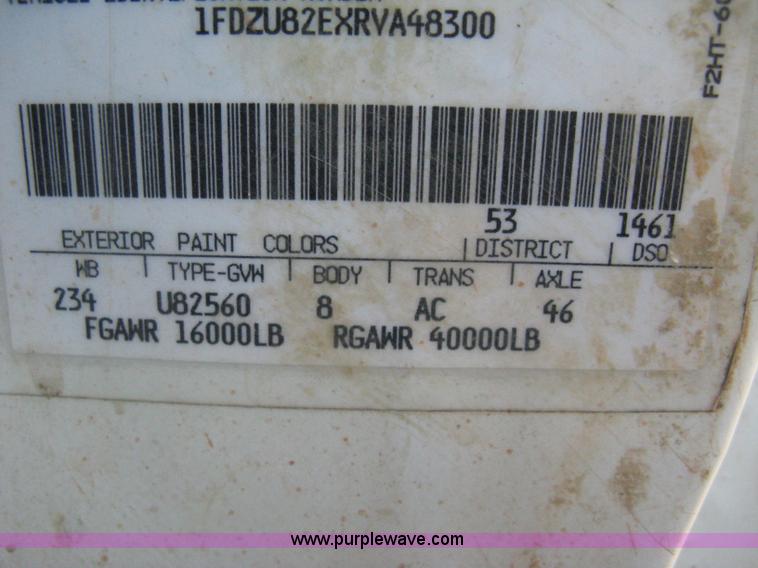 1FDZU82EXRVA48300
F2HT-60
53 1461
EXTERIOR PAINT COLORS DISTRICT DSO
WB TYPE-GVW BODY TRANS AXLE
234 U82560 8 AC 46
FGAWR 16000LB RGAWR 40000LB
www.purplewave.com